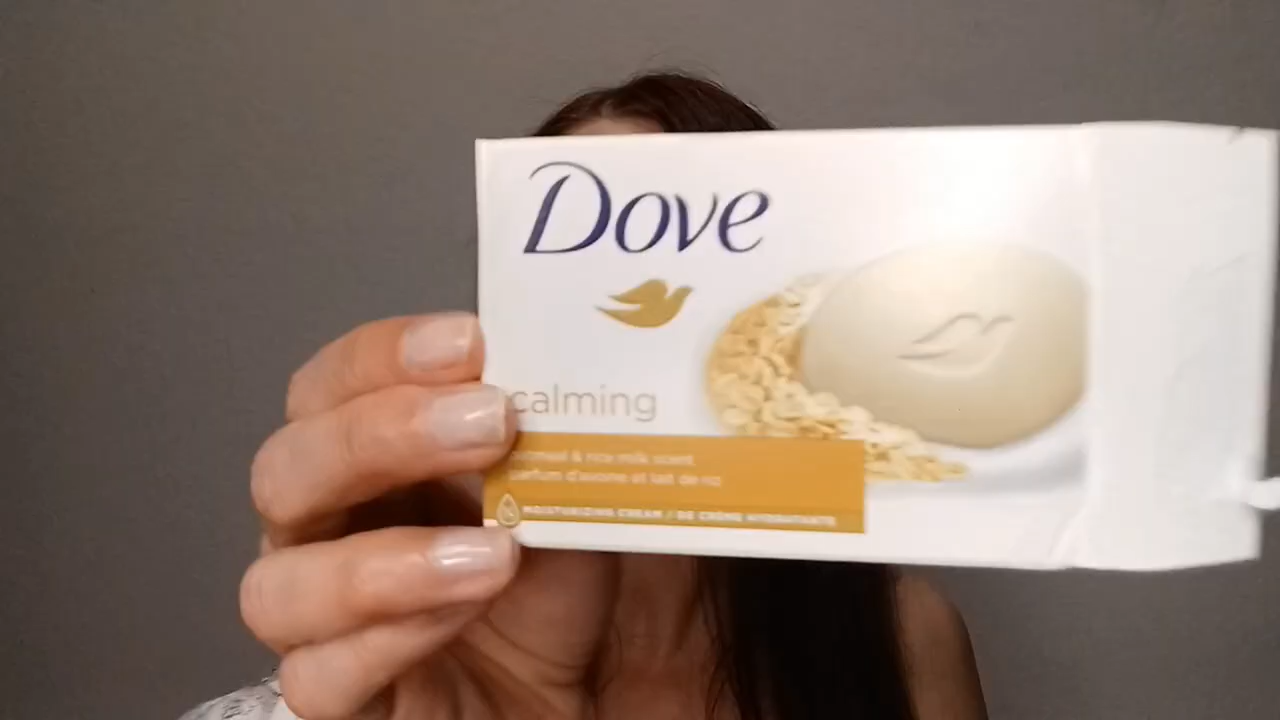 Dove
calming
oatmeal & rice milk scent
parfum d'avoine et lait de riz
MOISTURIZING CREAM / DE CRÈME HYDRATANTE